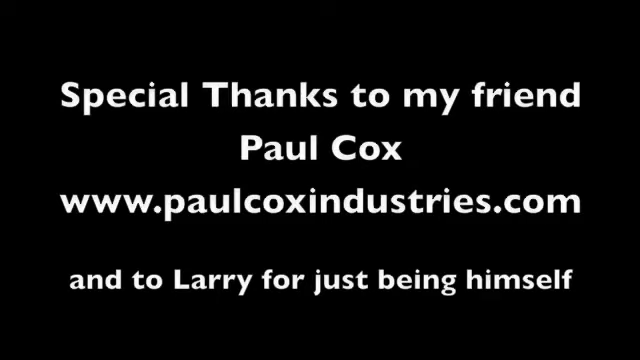 Special Thanks to my friend
Paul Cox
www.paulcoxindustries.com
and to Larry for just being himself